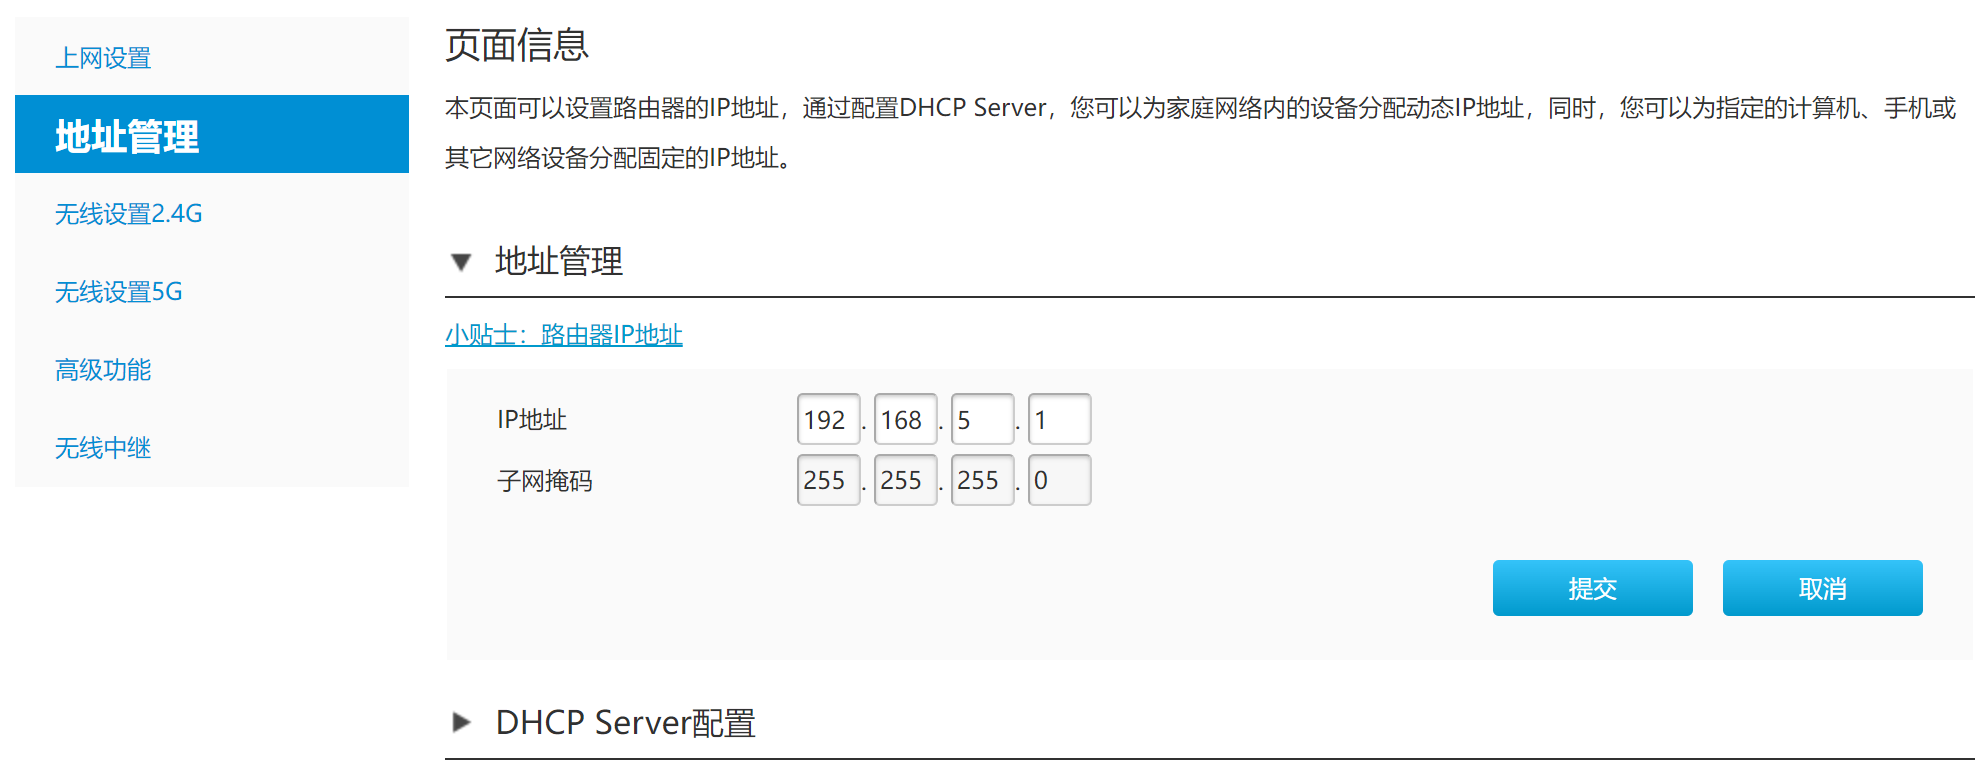 上网设置
地址管理
无线设置2.4G
无线设置5G
高级功能
无线中继
页面信息
本页面可以设置路由器的IP地址，通过配置DHCP Server，您可以为家庭网络内的设备分配动态IP地址，同时，您可以为指定的计算机、手机或
其它网络设备分配固定的IP地址。
地址管理
小贴士：路由器IP地址
IP地址 192 . 168 . 5 . 1
子网掩码 255 . 255 . 255 . 0
提交 取消
DHCP Server配置